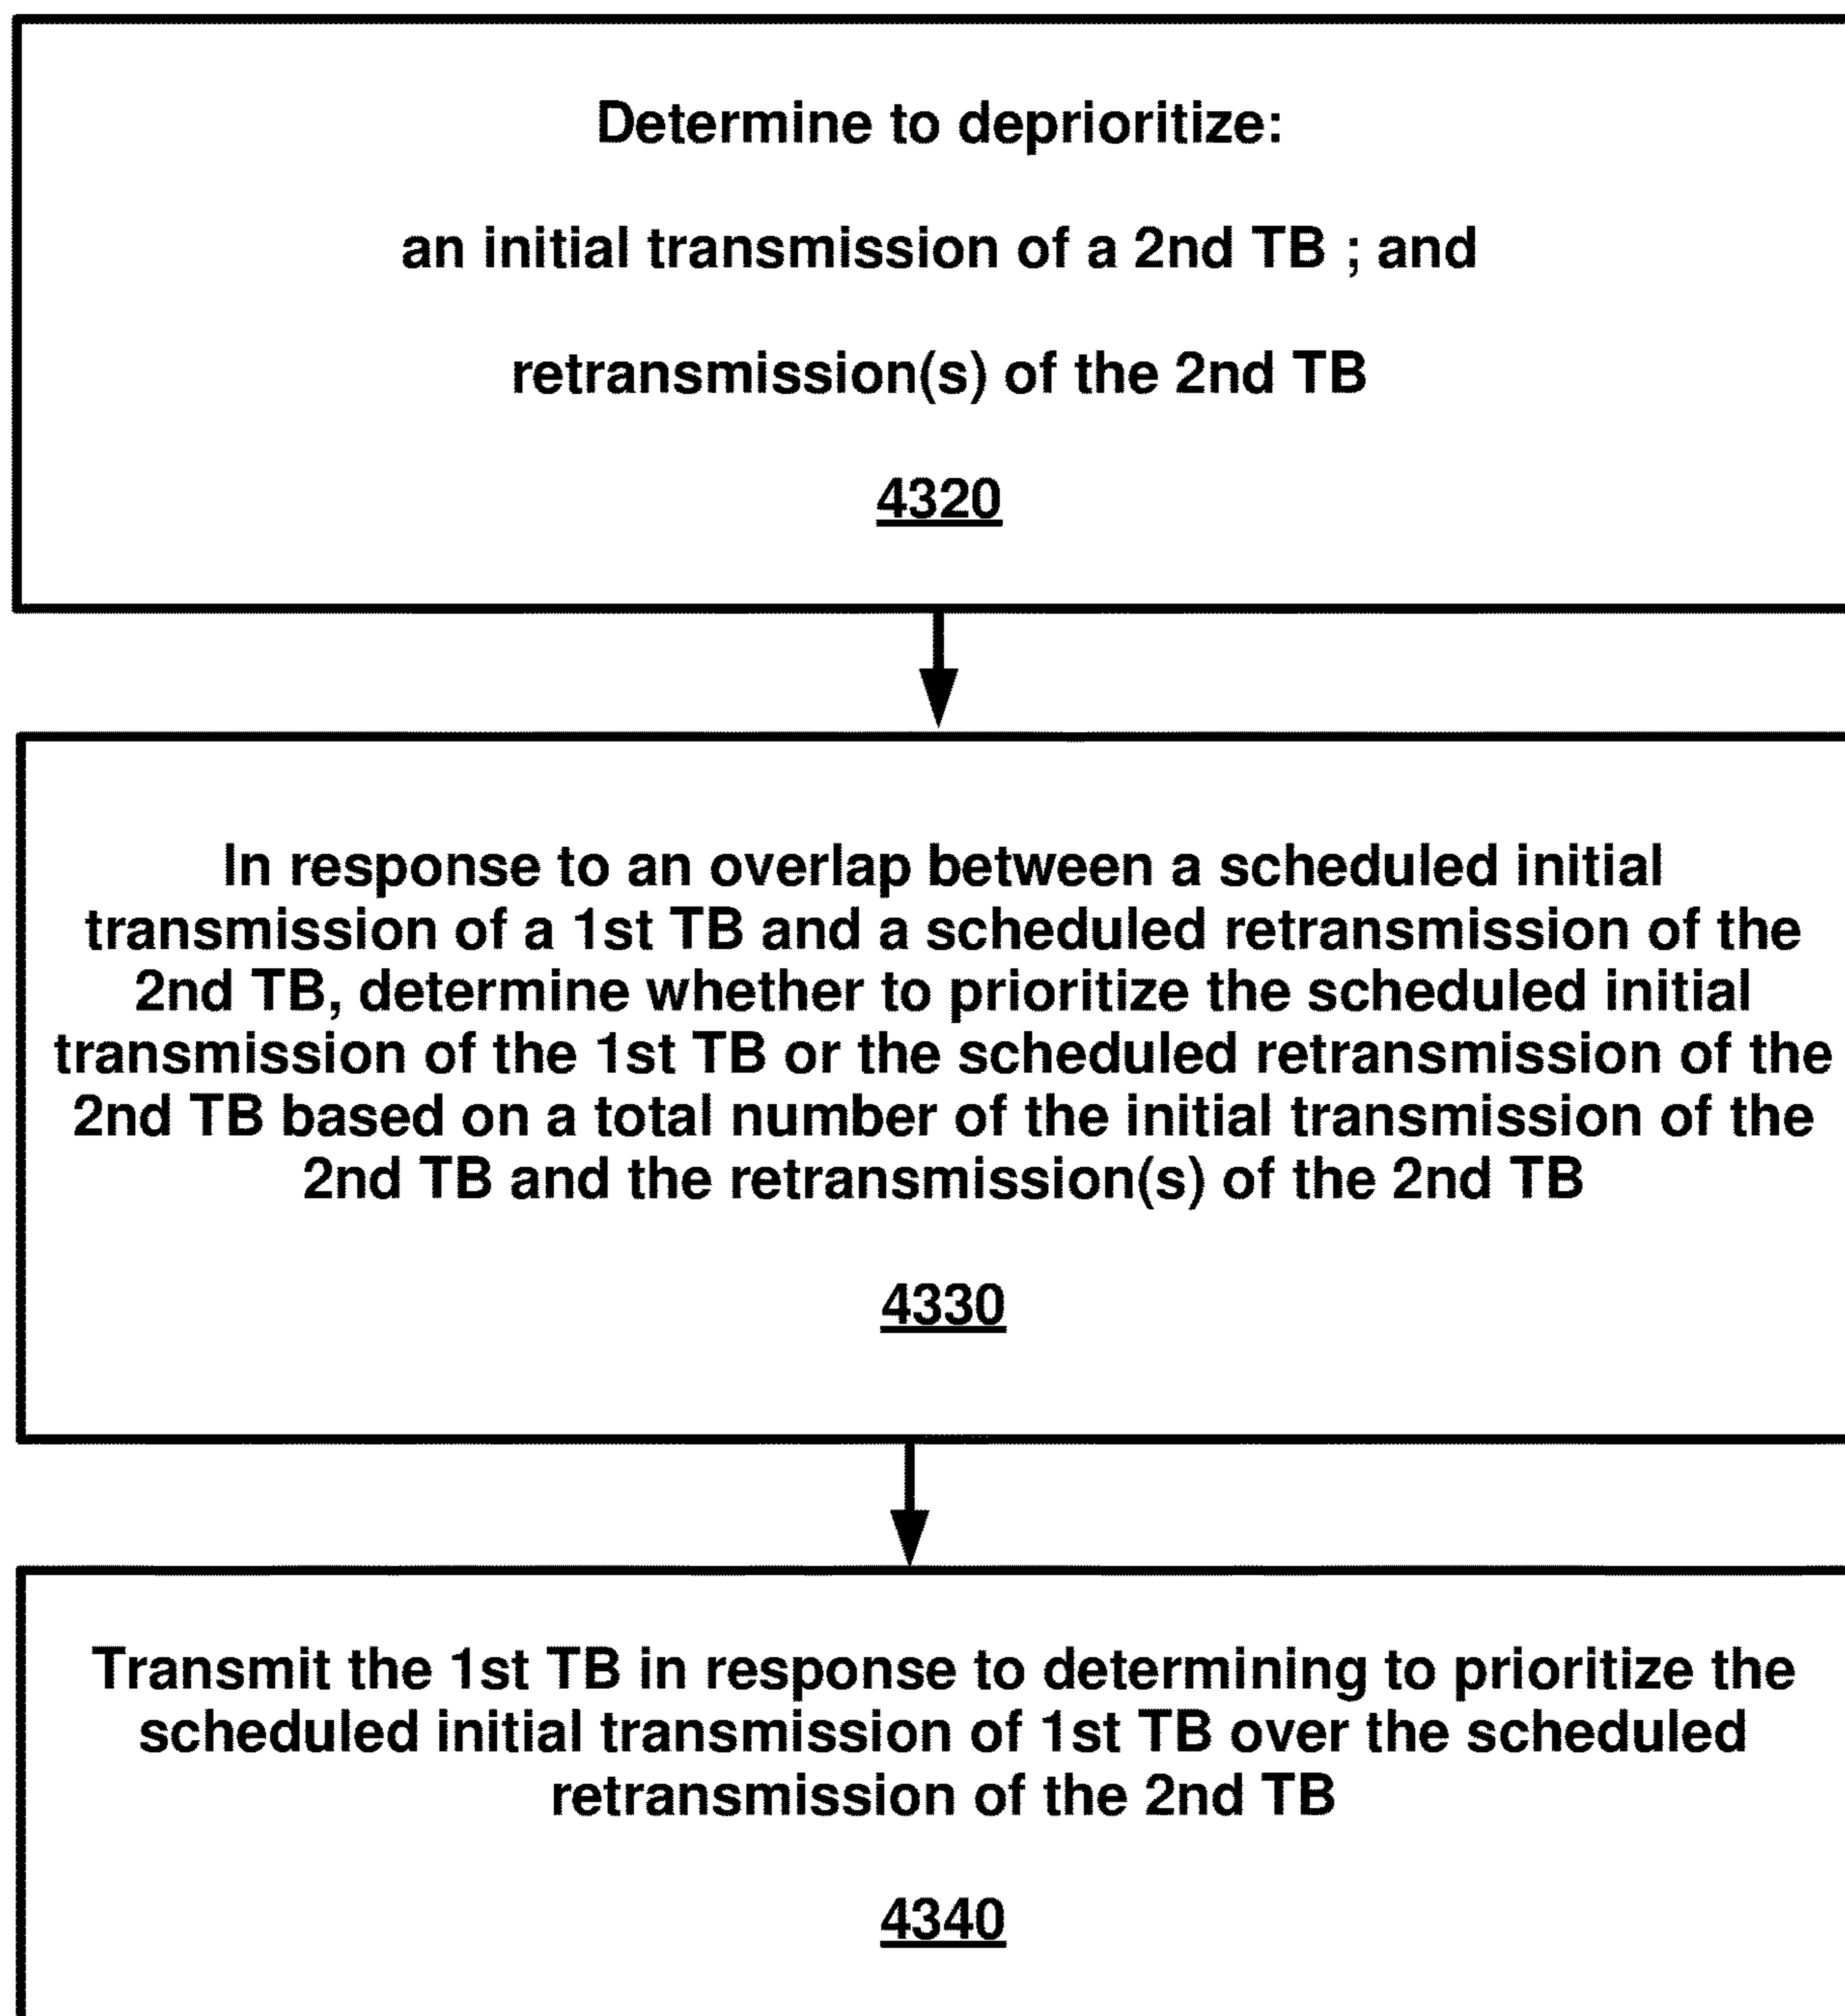 Determine to deprioritize:
an initial transmission of a 2nd TB ; and
retransmission(s) of the 2nd TB
4320
In response to an overlap between a scheduled initial
transmission of a 1st TB and a scheduled retransmission of the
2nd TB, determine whether to prioritize the scheduled initial
transmission of the 1st TB or the scheduled retransmission of the
2nd TB based on a total number of the initial transmission of the
2nd TB and the retransmission(s) of the 2nd TB
4330
Transmit the 1st TB in response to determining to prioritize the
scheduled initial transmission of 1st TB over the scheduled
retransmission of the 2nd TB
4340